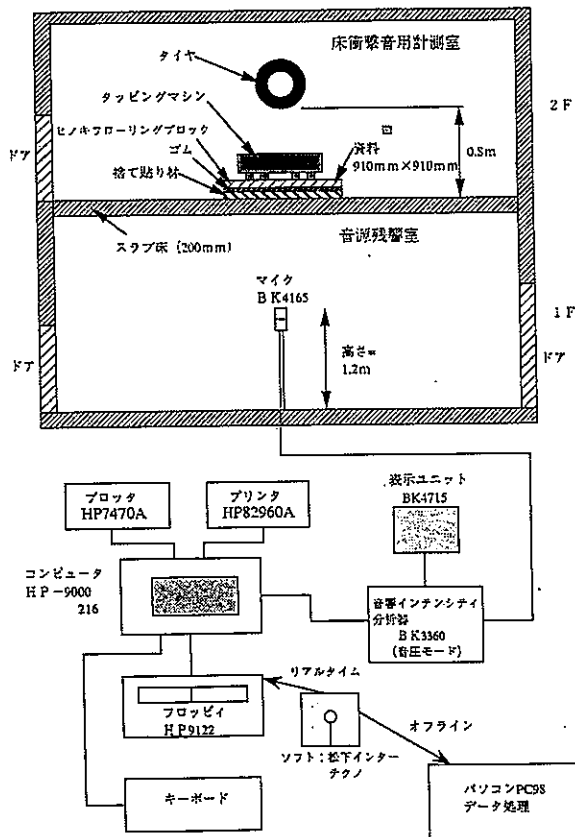 床衝撃音用計測室
タイヤ
タッピングマシン
2F
ヒノキフローリングブロック
資料
910mm×910mm
0.8m
ドア
ゴム
捨て貼り材
スラブ床(200mm)
音源残響室
マイク
BK4165
1F
ドア
高さ
1.2m
ドア
プロッタ
HP7470A
プリンタ
HP82960A
表示ユニット
BK4715
コンピュータ
HP-9000
216
音響インテンシティ
分析器
BK3360
(音圧モード)
リアルタイム
フロッピィ
HP9122
オフライン
ソフト:松下インター
テクノ
キーボード
パソコンPC98
データ処理